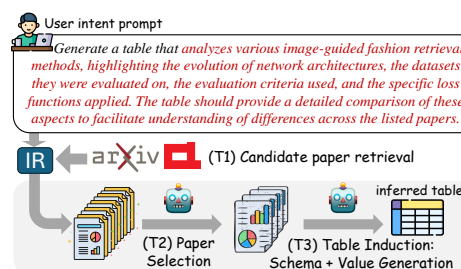 User intent prompt
Generate a table that analyzes various image-guided fashion retrieval
methods, highlighting the evolution of network architectures, the datasets
they were evaluated on, the evaluation criteria used, and the specific loss
functions applied. The table should provide a detailed comparison of these
aspects to facilitate understanding of differences across the listed papers.
IR
arXiv
(T1) Candidate paper retrieval
inferred table
(T2) Paper
Selection
(T3) Table Induction:
Schema + Value Generation